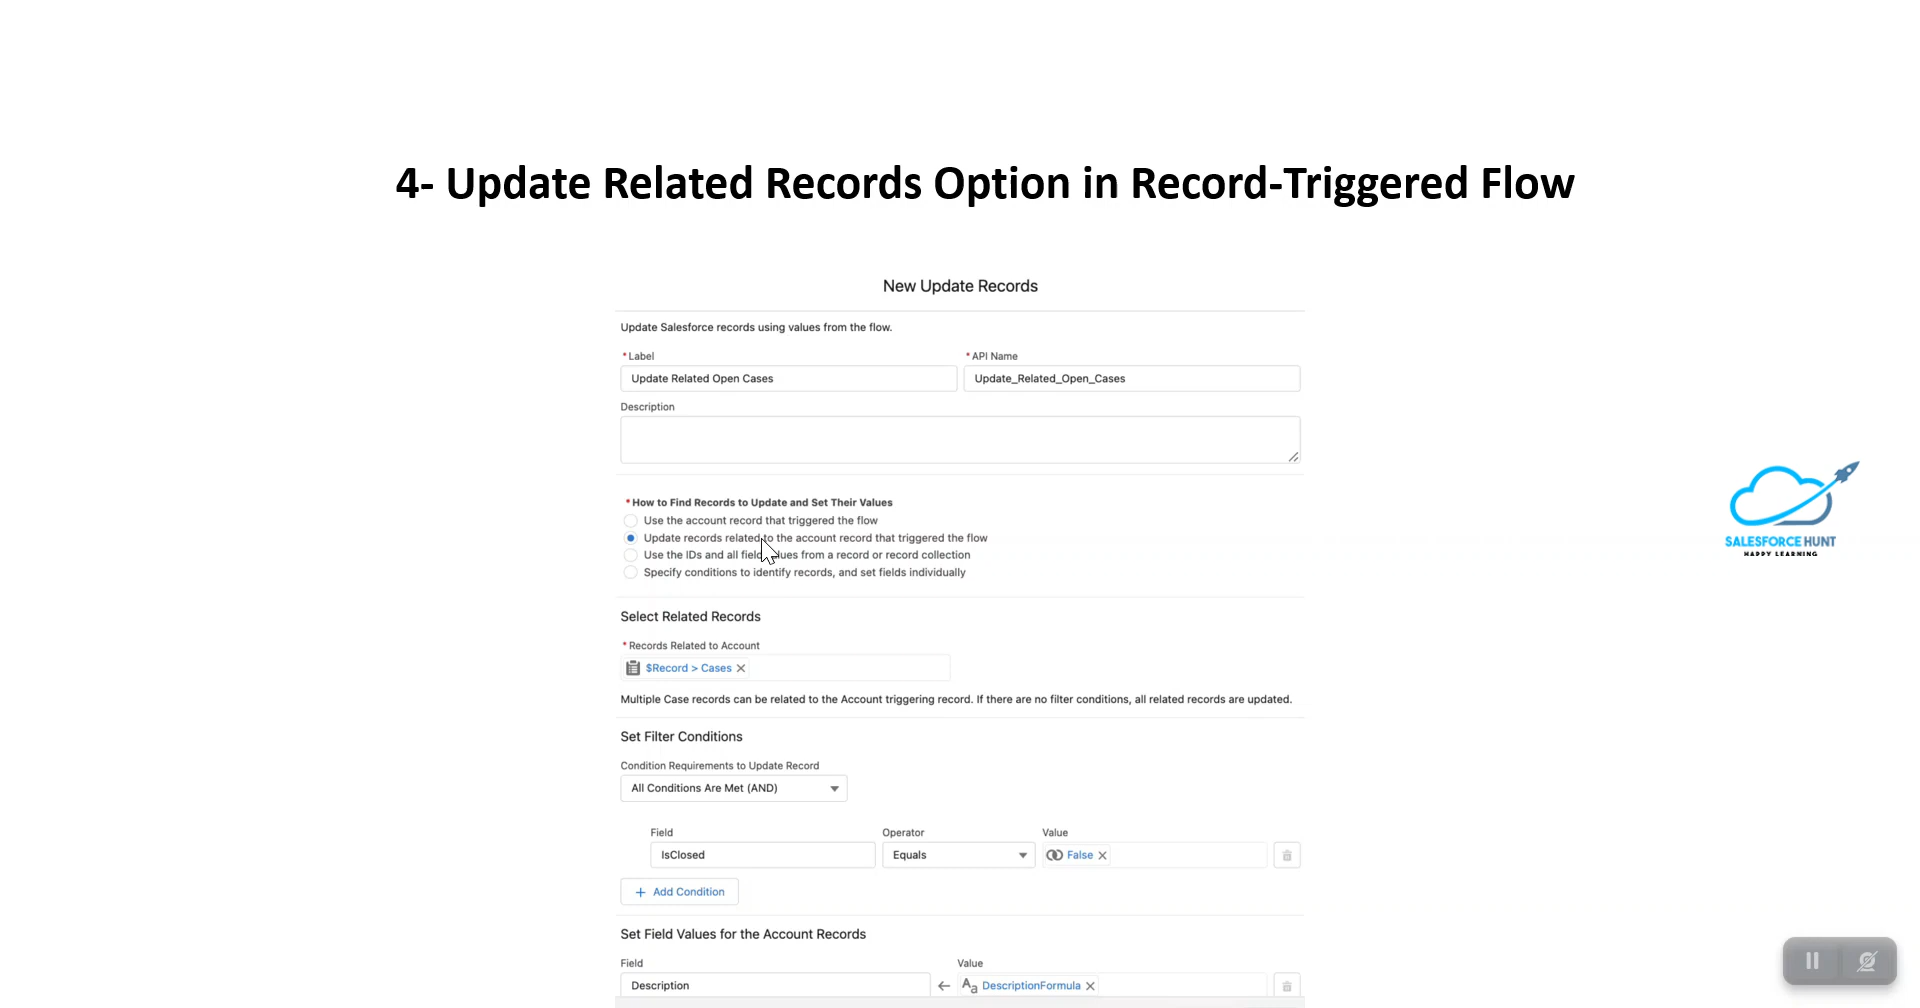 4- Update Related Records Option in Record-Triggered Flow
New Update Records
Update Salesforce records using values from the flow.
* Label
* API Name
Update Related Open Cases
Update_Related_Open_Cases
Description
* How to Find Records to Update and Set Their Values
Use the account record that triggered the flow
Update records related to the account record that triggered the flow
Use the IDs and all field values from a record or record collection
Specify conditions to identify records, and set fields individually
SALESFORCE HUNT
HAPPY LEARNING
Select Related Records
* Records Related to Account
$Record > Cases
Multiple Case records can be related to the Account triggering record. If there are no filter conditions, all related records are updated.
Set Filter Conditions
Condition Requirements to Update Record
All Conditions Are Met (AND)
Field
Operator
Value
IsClosed
Equals
False
+ Add Condition
Set Field Values for the Account Records
Field
Value
Description
Aa DescriptionFormula